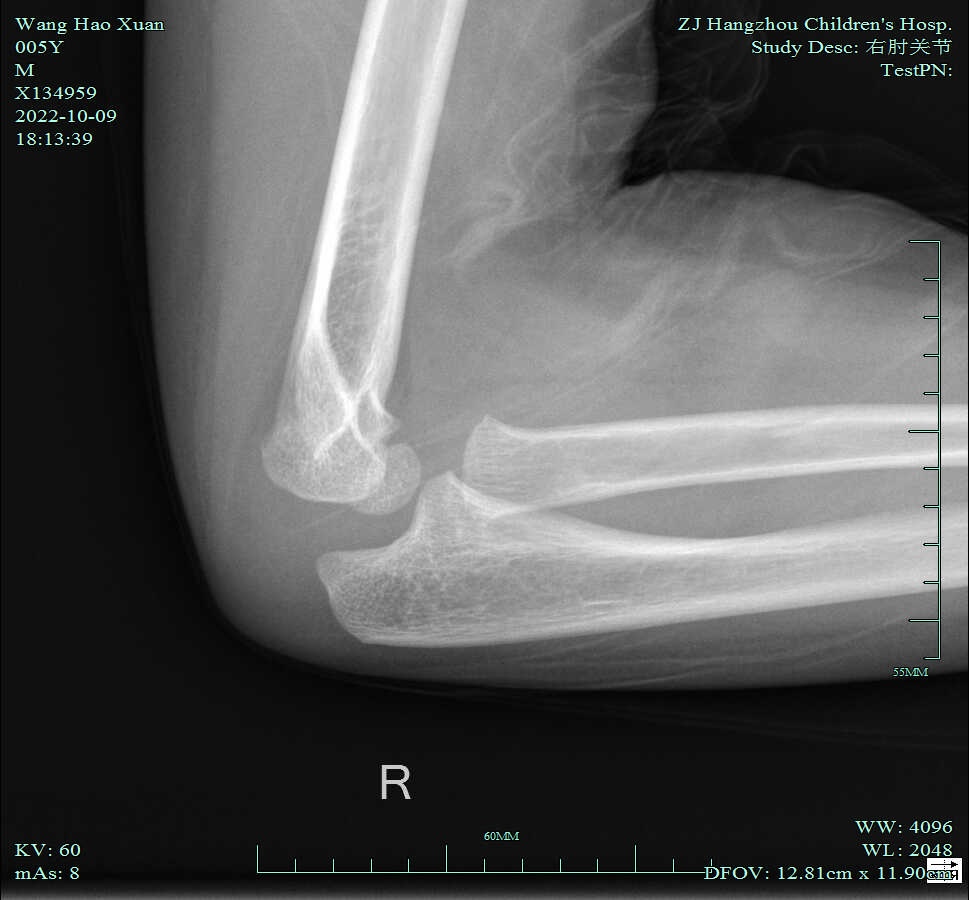 Wang Hao Xuan
005Y
M
X134959
2022-10-09
18:13:39
ZJ Hangzhou Children's Hosp.
Study Desc: 右肘关节
TestPN:
55MM
R
60MM
KV: 60
mAs: 8
WW: 4096
WL: 2048
DFOV: 12.81cm x 11.90cm